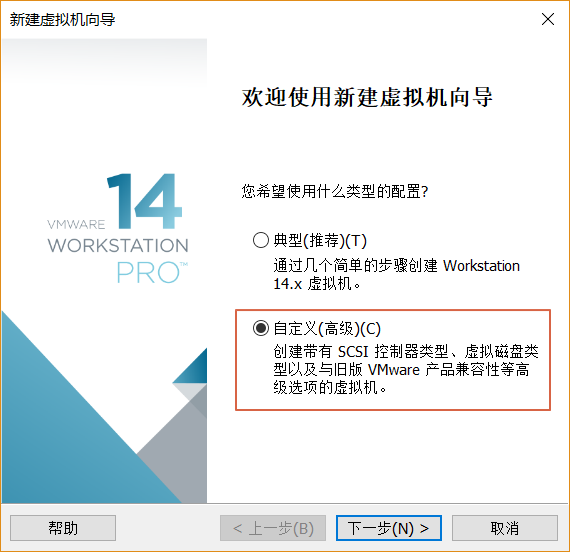 新建虚拟机向导
欢迎使用新建虚拟机向导
14
VMWARE
WORKSTATION
PRO™
您希望使用什么类型的配置?
典型(推荐)(T)
通过几个简单的步骤创建 Workstation
14.x 虚拟机。
自定义(高级)(C)
创建带有 SCSI 控制器类型、虚拟磁盘类
型以及与旧版 VMware 产品兼容性等高
级选项的虚拟机。
帮助
< 上一步(B)
下一步(N) >
取消